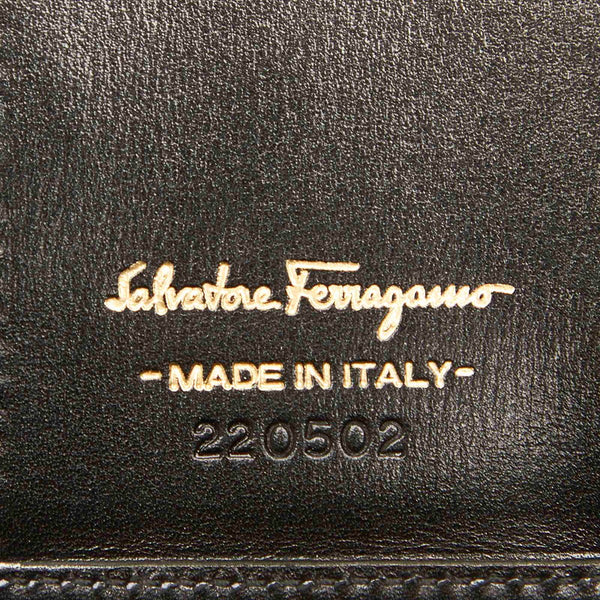 Salvatore Ferragamo
-MADE IN ITALY-
220502